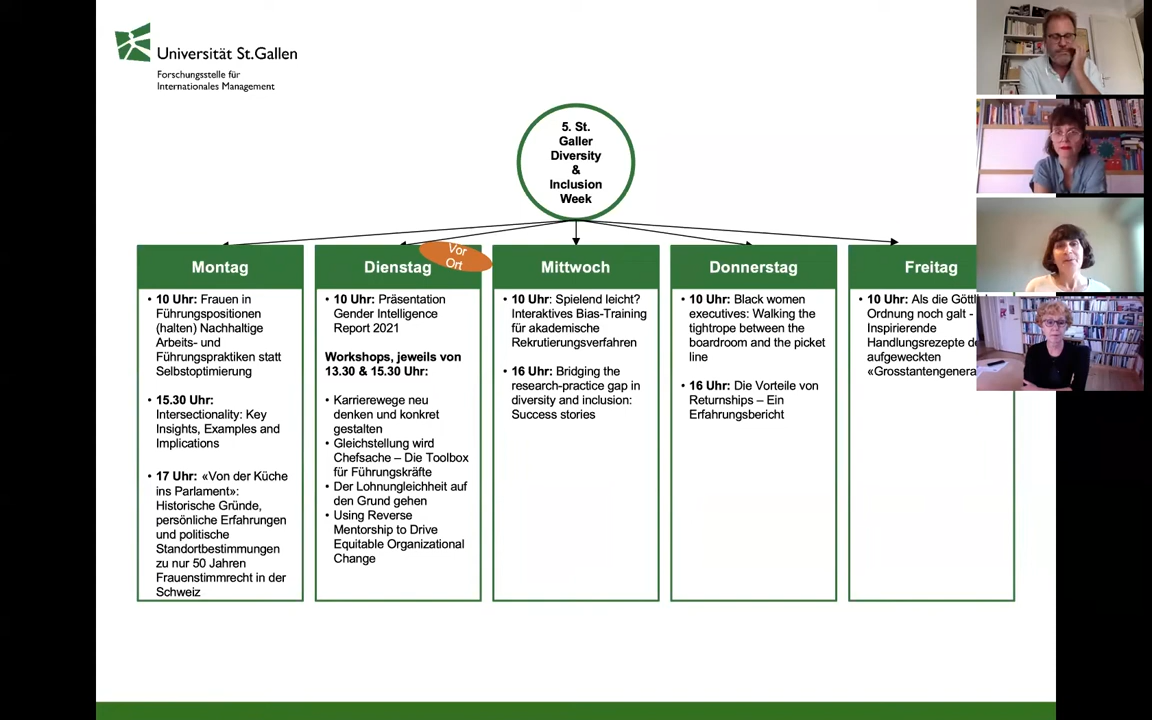 Universität St.Gallen
Forschungsstelle für
Internationales Management
5. St.
Galler
Diversity
&
Inclusion
Week
Montag
• 10 Uhr: Frauen in
Führungspositionen
(halten) Nachhaltige
Arbeits- und
Führungspraktiken statt
Selbstoptimierung
• 15.30 Uhr:
Intersectionality: Key
Insights, Examples and
Implications
• 17 Uhr: «Von der Küche
ins Parlament»:
Historische Gründe,
persönliche Erfahrungen
und politische
Standortbestimmungen
zu nur 50 Jahren
Frauenstimmrecht in der
Schweiz
Dienstag
Vor
Ort
• 10 Uhr: Präsentation
Gender Intelligence
Report 2021
Workshops, jeweils von
13.30 & 15.30 Uhr:
• Karrierewege neu
denken und konkret
gestalten
• Gleichstellung wird
Chefsache – Die Toolbox
für Führungskräfte
• Der Lohnungleichheit auf
den Grund gehen
• Using Reverse
Mentorship to Drive
Equitable Organizational
Change
Mittwoch
• 10 Uhr: Spielend leicht?
Interaktives Bias-Training
für akademische
Rekrutierungsverfahren
• 16 Uhr: Bridging the
research-practice gap in
diversity and inclusion:
Success stories
Donnerstag
• 10 Uhr: Black women
executives: Walking the
tightrope between the
boardroom and the picket
line
• 16 Uhr: Die Vorteile von
Returnships – Ein
Erfahrungsbericht
Freitag
• 10 Uhr: Als die
Ordnung noch galt -
Inspirierende
Handlungsrezepte
aufgeweckten